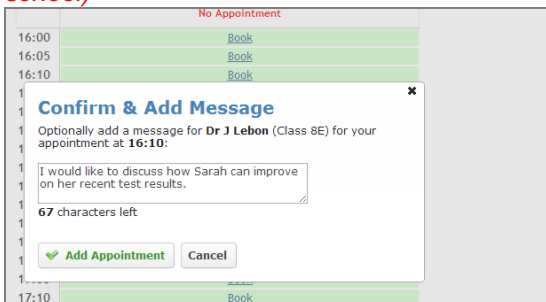 No Appointment
16:00 Book
16:05 Book
16:10 Book
Confirm & Add Message
Optionally add a message for Dr J Lebon (Class 8E) for your
appointment at 16:10:
I would like to discuss how Sarah can improve
on her recent test results.
67 characters left
Add Appointment Cancel
17:10 Book